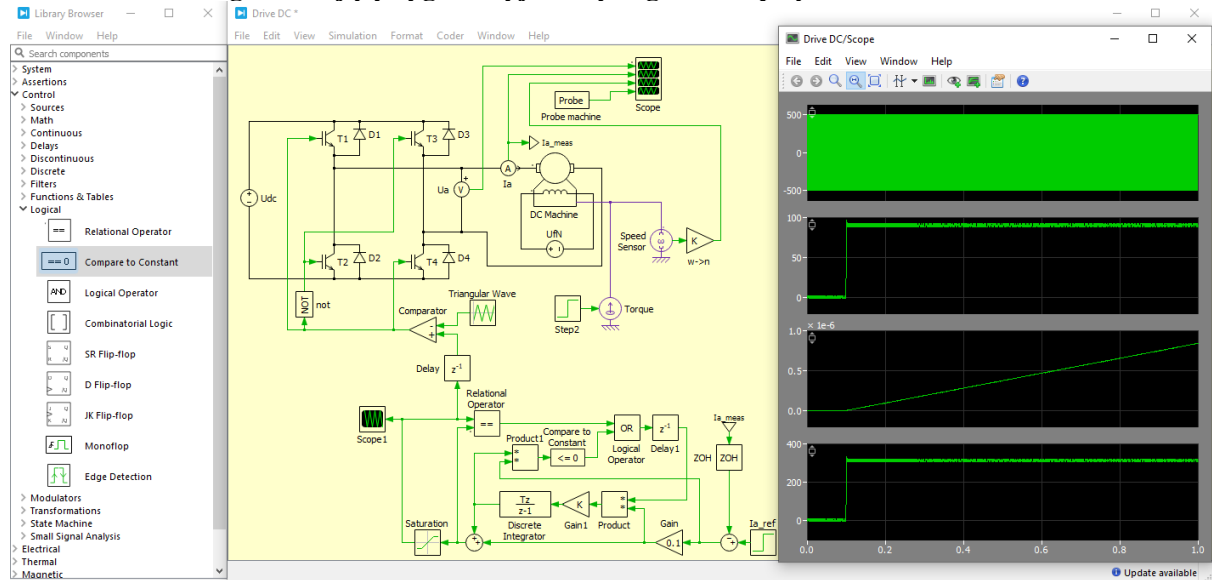 Library Browser
File Window Help
Search components
System
Assertions
Control
Sources
Math
Continuous
Delays
Discontinuous
Discrete
Filters
Functions & Tables
Logical
== Relational Operator
== 0 Compare to Constant
AND Logical Operator
[ ] Combinatorial Logic
SR Flip-flop
D Flip-flop
JK Flip-flop
Monoflop
Edge Detection
Modulators
Transformations
State Machine
Small Signal Analysis
Electrical
Thermal
Magnetic
Drive DC *
File Edit View Simulation Format Coder Window Help
Probe
Probe machine
Scope
T1 D1 T3 D3
Ia_meas
A
Ia
Udc
Ua V
DC Machine
UfN
Speed
Sensor
ω
K
w->n
T2 D2 T4 D4
NOT not
Triangular Wave
Comparator
Step2
Torque
Delay z-1
Relational
Operator
==
Scope1
Product1
Compare to
Constant
<= 0
OR
Logical
Operator
z-1
Delay1
Ia_meas
ZOH ZOH
Tz
z-1
Discrete
Integrator
K
Gain1
Product
Saturation
Gain
0.1
Ia_ref
Drive DC/Scope
File Edit View Window Help
500
0
-500
100
50
0
× 1e-6
1.0
0.5
0.0
400
200
0
0.0 0.2 0.4 0.6 0.8 1.0
Update available